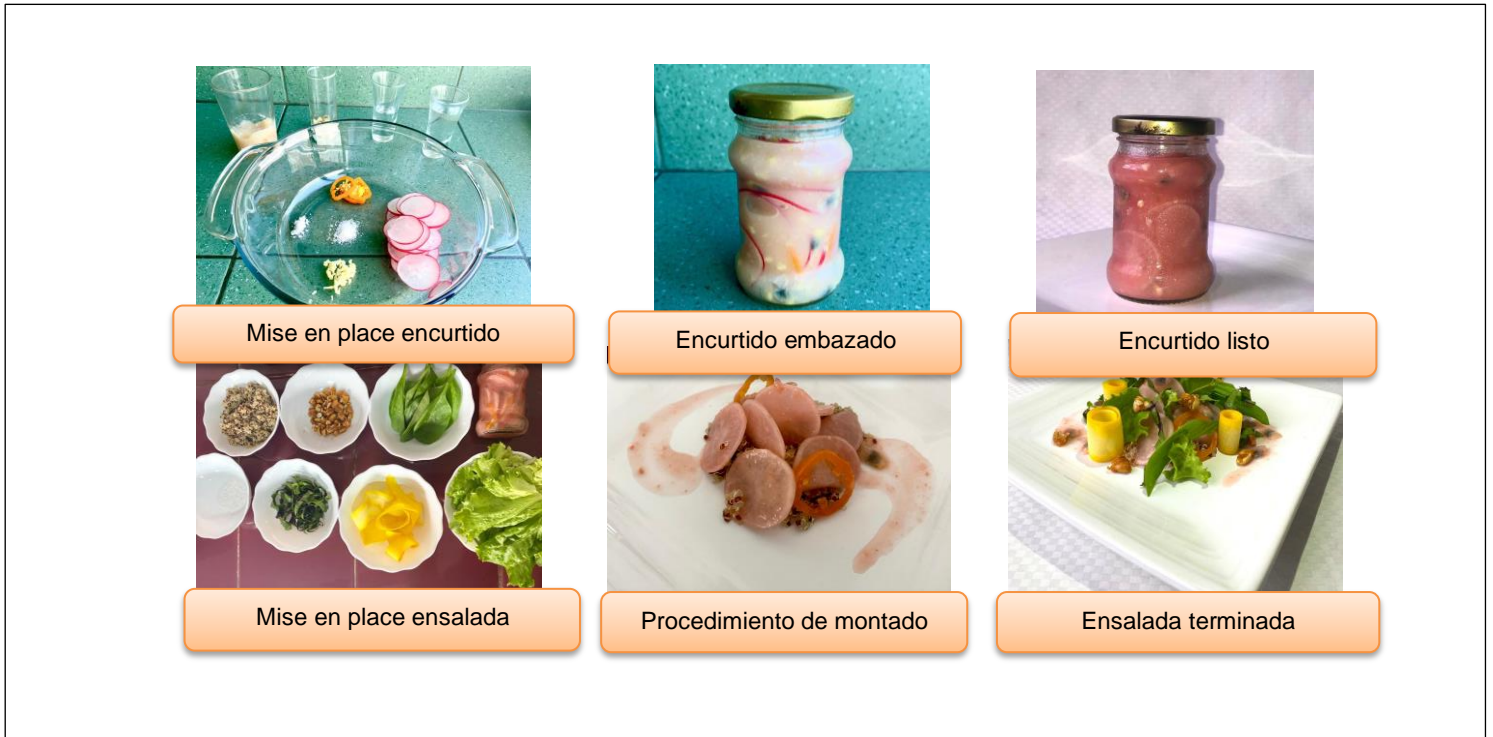 Mise en place encurtido
Encurtido embazado
Encurtido listo
Mise en place ensalada
Procedimiento de montado
Ensalada terminada